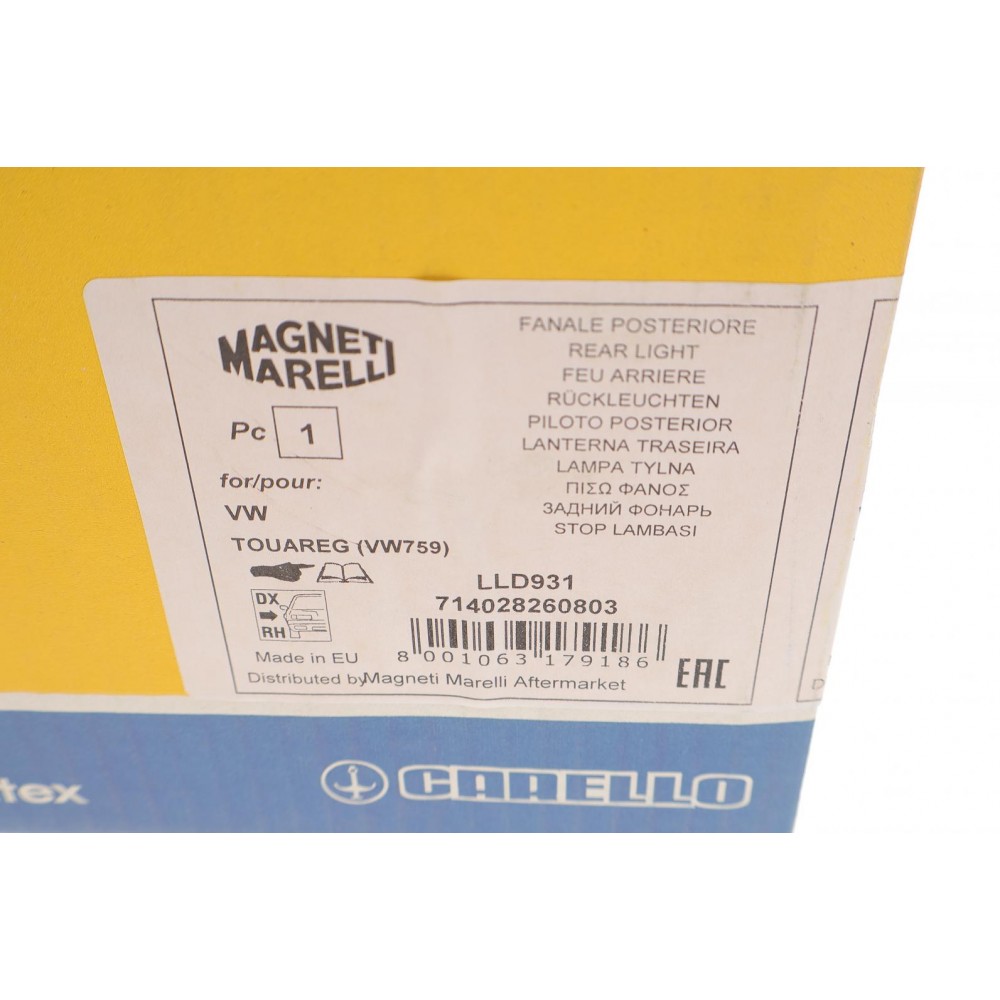 MAGNETI
MARELLI
Pc 1
for/pour:
VW
TOUAREG (VW759)
FANALE POSTERIORE
REAR LIGHT
FEU ARRIERE
RÜCKLEUCHTEN
PILOTO POSTERIOR
LANTERNA TRASEIRA
LAMPA TYLNA
ΠΙΣΩ ΦΑΝΟΣ
ЗАДНИЙ ФОНАРЬ
STOP LAMBASI
LLD931
714028260803
DX
RH
8 001063 179186
Made in EU
Distributed by Magneti Marelli Aftermarket
EAC
D
tex
CARELLO